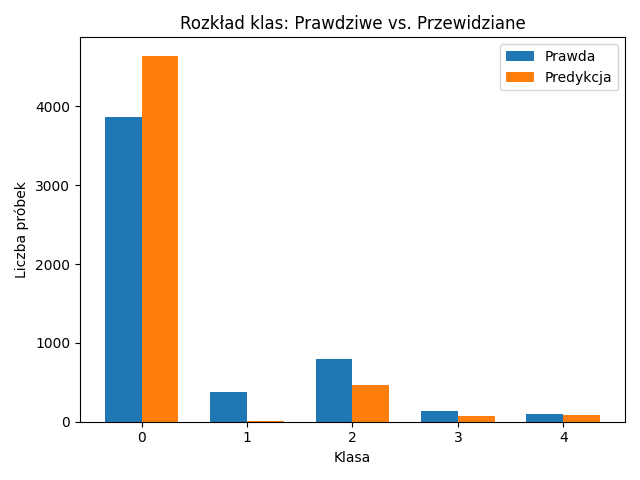 Rozkład klas: Prawdziwe vs. Przewidziane
Prawda
Predykcja
Liczba próbek
4000
3000
2000
1000
0
0 1 2 3 4
Klasa